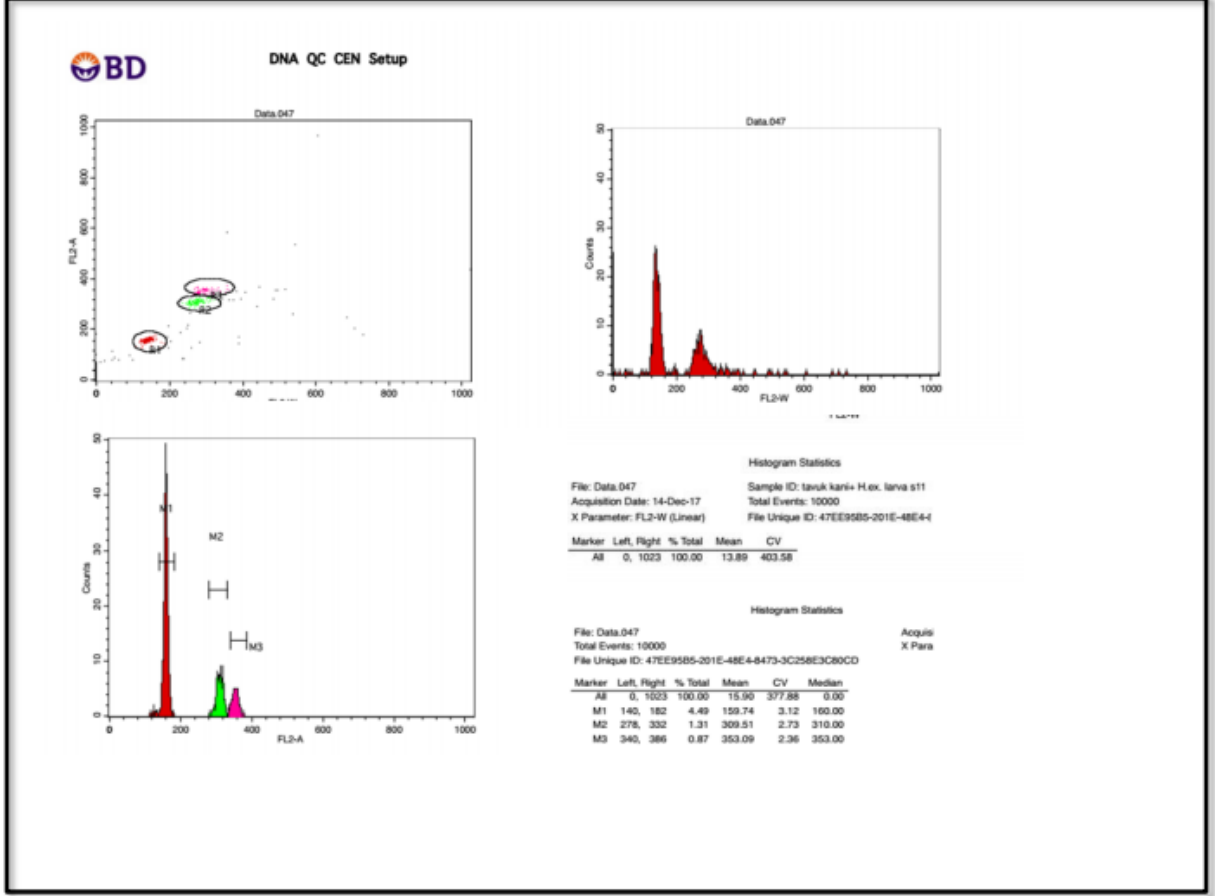 BD
DNA QC CEN Setup
Data.047
1000
800
600
400
200
0
FL2-A
R2
R1
0 200 400 600 800 1000
Data.047
50
40
30
20
10
0
Counts
0 200 400 600 800 1000
FL2-W
50
40
30
20
10
0
Counts
M1
M2
M3
0 200 400 600 800 1000
FL2-A
Histogram Statistics
File: Data.047 Sample ID: tavuk kani+ H.ex. larva s11
Acquisition Date: 14-Dec-17 Total Events: 10000
X Parameter: FL2-W (Linear) File Unique ID: 47EE95B5-201E-48E4-
Marker Left, Right % Total Mean CV
All 0, 1023 100.00 13.89 403.58
Histogram Statistics
File: Data.047 Acquisi
Total Events: 10000 X Para
File Unique ID: 47EE95B5-201E-48E4-8473-3C258E3C80CD
Marker Left, Right % Total Mean CV Median
All 0, 1023 100.00 15.90 377.88 0.00
M1 140, 182 4.49 159.74 3.12 160.00
M2 278, 332 1.31 309.51 2.73 310.00
M3 340, 386 0.87 353.09 2.36 353.00